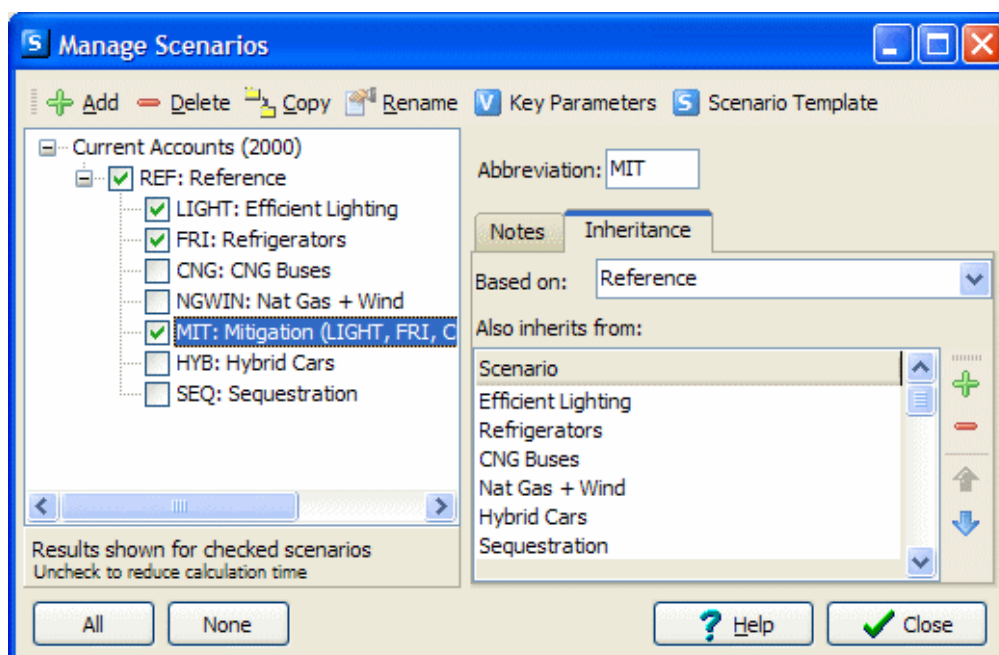 S Manage Scenarios
Add Delete Copy Rename V Key Parameters S Scenario Template
Current Accounts (2000)
REF: Reference
LIGHT: Efficient Lighting
FRI: Refrigerators
CNG: CNG Buses
NGWIN: Nat Gas + Wind
MIT: Mitigation (LIGHT, FRI, C
HYB: Hybrid Cars
SEQ: Sequestration
Results shown for checked scenarios
Uncheck to reduce calculation time
Abbreviation: MIT
Notes Inheritance
Based on: Reference
Also inherits from:
Scenario
Efficient Lighting
Refrigerators
CNG Buses
Nat Gas + Wind
Hybrid Cars
Sequestration
All None ? Help Close